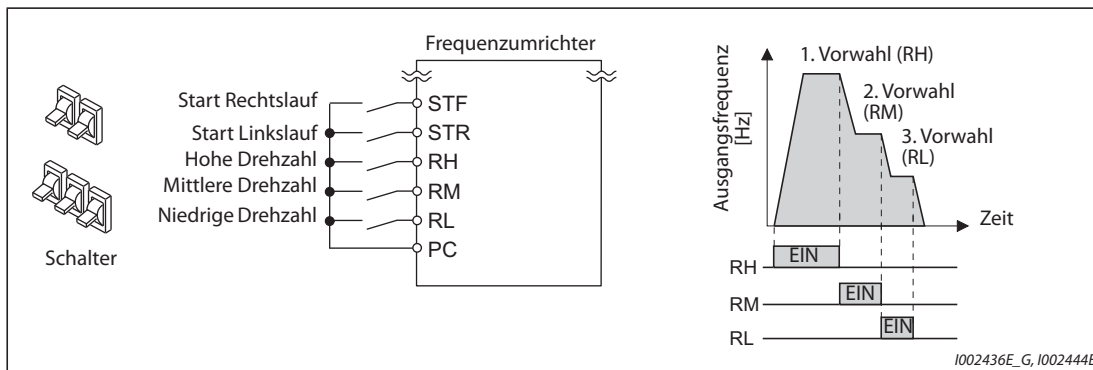 Frequenzumrichter
Start Rechtslauf
STF
Start Linkslauf
STR
Hohe Drehzahl
RH
Mittlere Drehzahl
RM
Niedrige Drehzahl
RL
PC
Schalter
Ausgangsfrequenz
[Hz]
1. Vorwahl (RH)
2. Vorwahl
(RM)
3. Vorwahl
(RL)
Zeit
RH
EIN
RM
EIN
RL
EIN
I002436E_G, I002444E